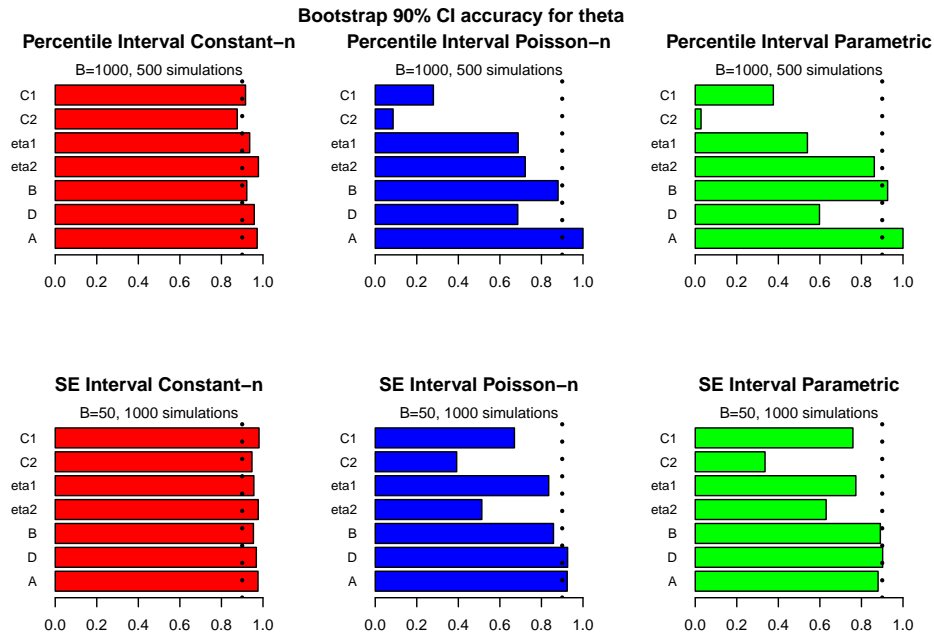 Bootstrap 90% CI accuracy for theta
Percentile Interval Constant−n
B=1000, 500 simulations
C1
C2
eta1
eta2
B
D
A
0.0 0.2 0.4 0.6 0.8 1.0
Percentile Interval Poisson−n
B=1000, 500 simulations
C1
C2
eta1
eta2
B
D
A
0.0 0.2 0.4 0.6 0.8 1.0
Percentile Interval Parametric
B=1000, 500 simulations
C1
C2
eta1
eta2
B
D
A
0.0 0.2 0.4 0.6 0.8 1.0
SE Interval Constant−n
B=50, 1000 simulations
C1
C2
eta1
eta2
B
D
A
0.0 0.2 0.4 0.6 0.8 1.0
SE Interval Poisson−n
B=50, 1000 simulations
C1
C2
eta1
eta2
B
D
A
0.0 0.2 0.4 0.6 0.8 1.0
SE Interval Parametric
B=50, 1000 simulations
C1
C2
eta1
eta2
B
D
A
0.0 0.2 0.4 0.6 0.8 1.0